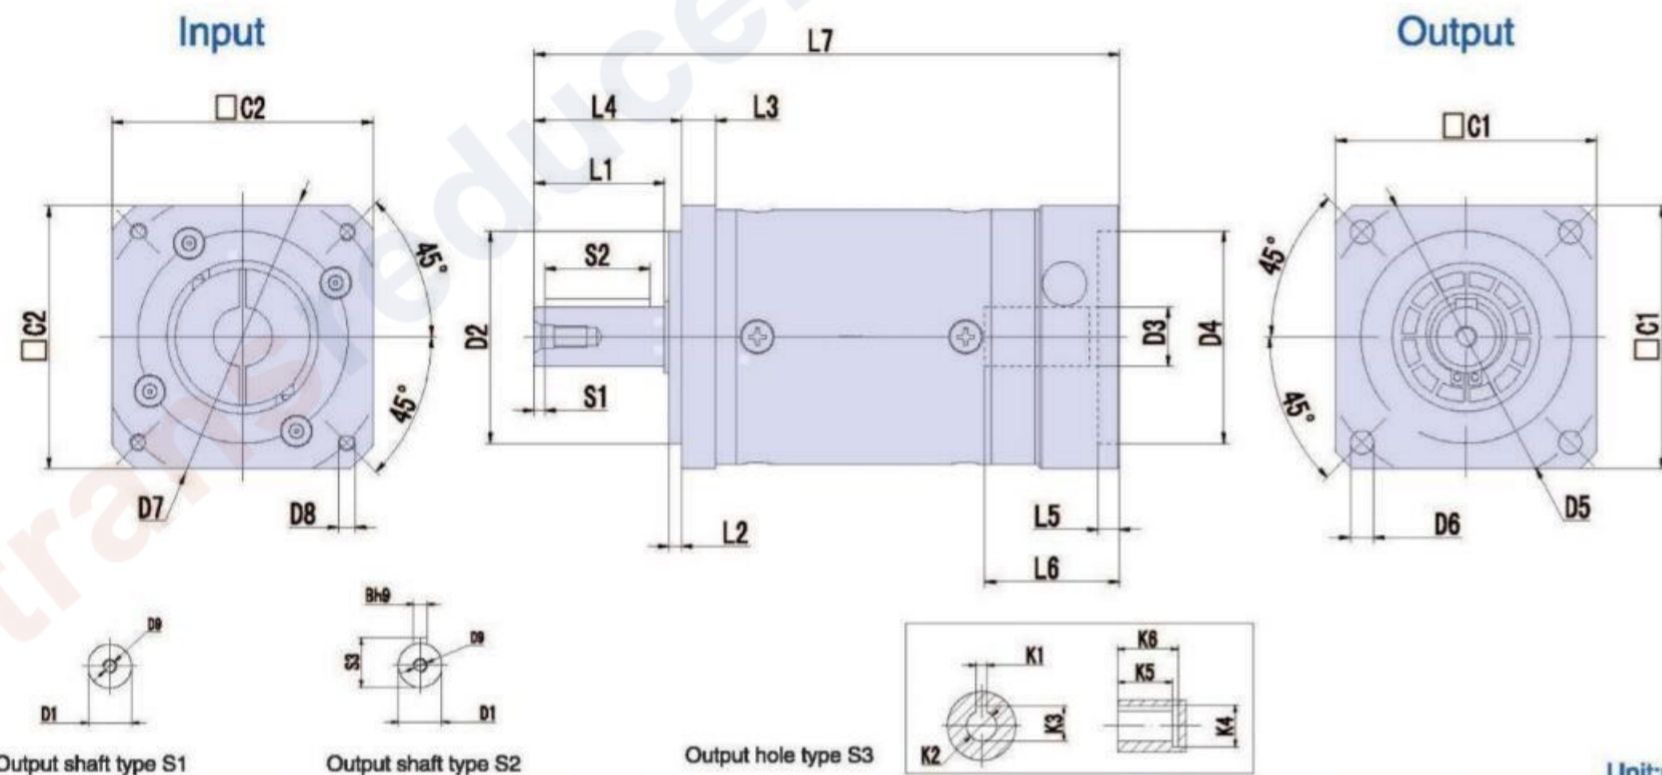 Input
Output
L7
□C2
L4
L3
□C1
L1
45°
S2
45°
□C2
D2
D3
D4
□C1
S1
45°
45°
D7
D8
L2
L5
D5
D6
L6
Bh9
D9
S3
D9
D1
D1
K1
K6
K5
K2
K3
K4
Output shaft type S1
Output shaft type S2
Output hole type S3
Unit:
transreducer